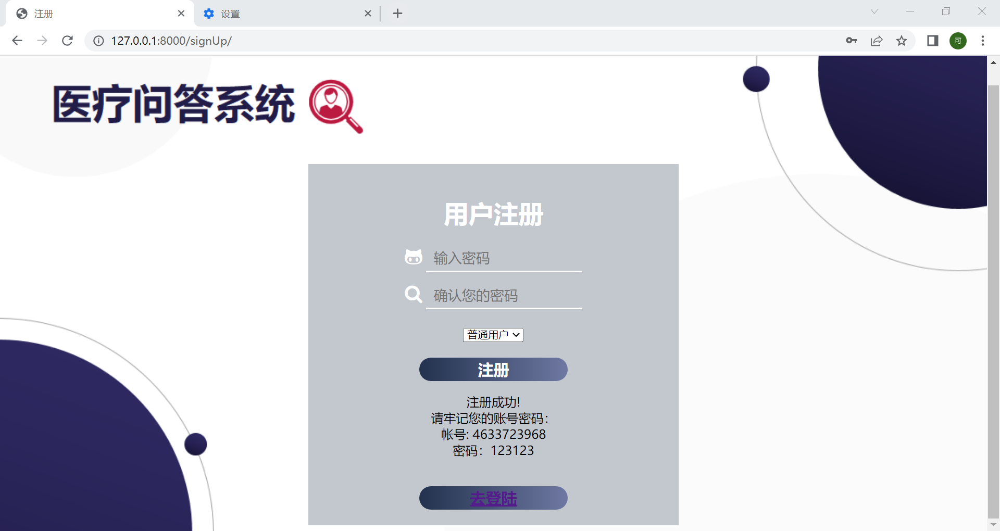 注册
设置
127.0.0.1:8000/signUp/
可
医疗问答系统
用户注册
输入密码
确认您的密码
普通用户
注册
注册成功!
请牢记您的账号密码：
帐号: 4633723968
密码：123123
去登陆